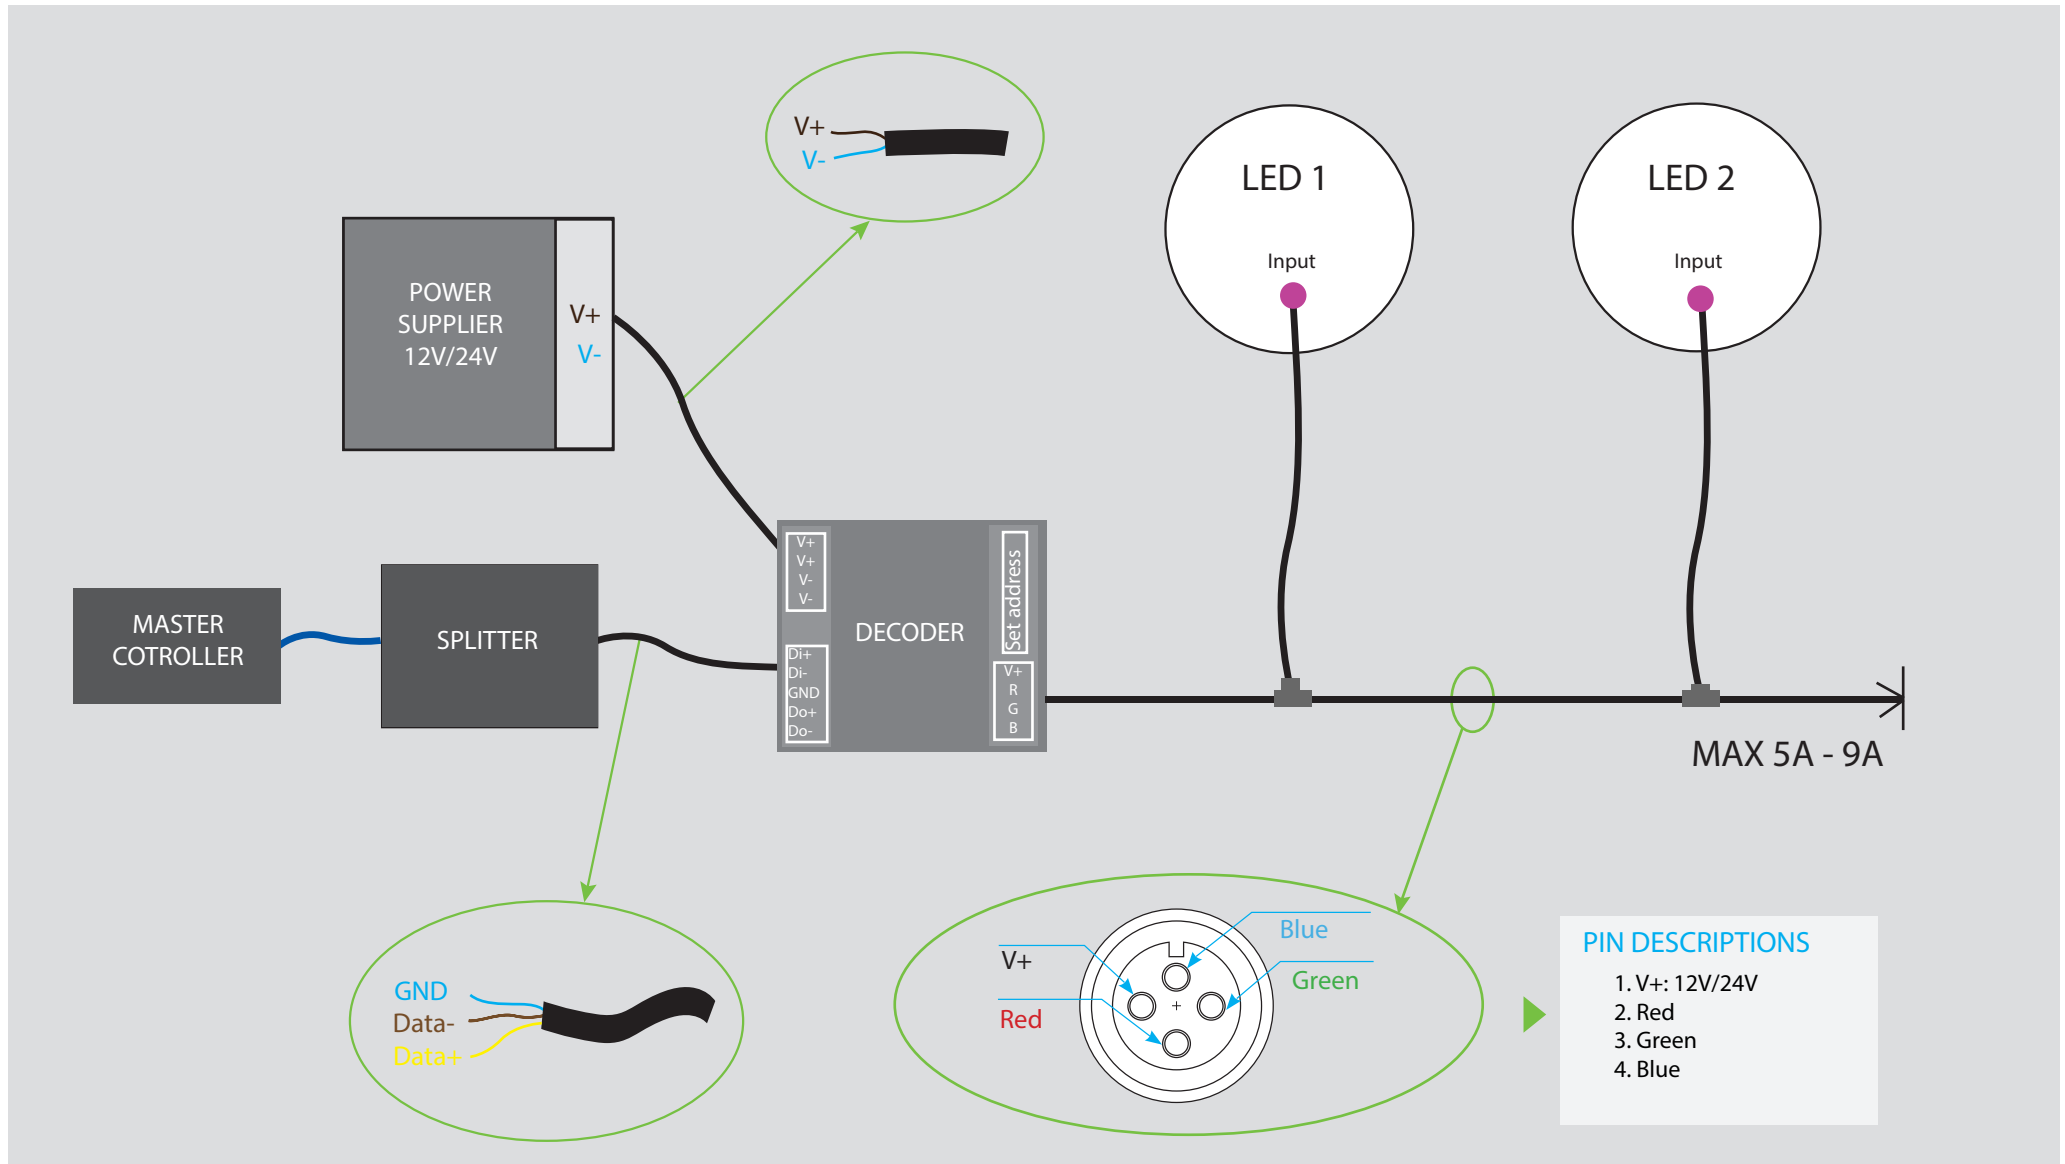 V+
V-
LED 1
Input
LED 2
Input
POWER
SUPPLIER
12V/24V
V+
V-
MASTER
COTROLLER
SPLITTER
V+
V+
V-
V-
Di+
Di-
GND
Do+
Do-
DECODER
Set address
V+
R
G
B
MAX 5A - 9A
GND
Data-
Data+
V+
Red
Blue
Green
PIN DESCRIPTIONS
1. V+: 12V/24V
2. Red
3. Green
4. Blue